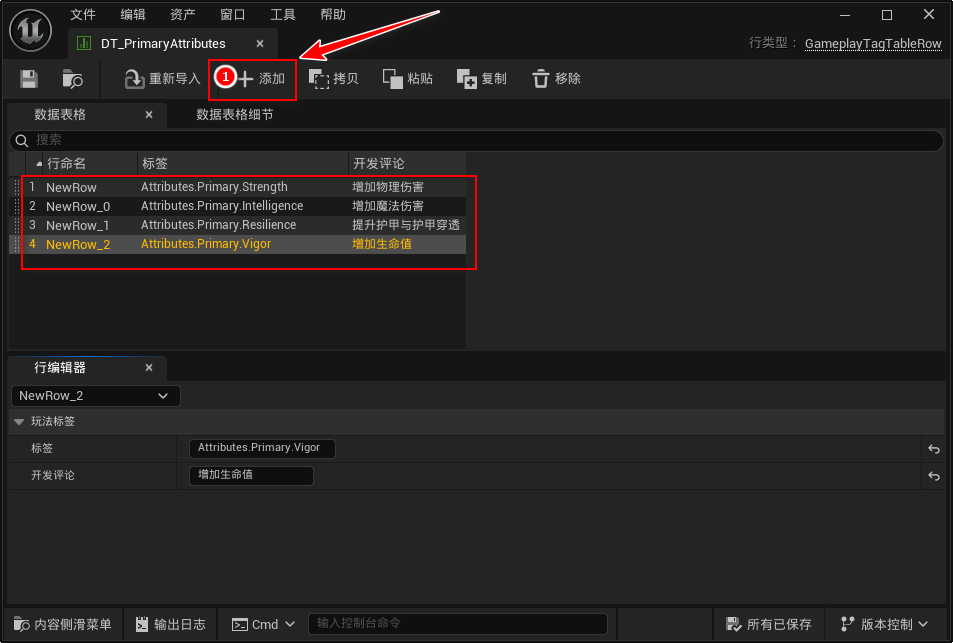 文件 编辑 资产 窗口 工具 帮助
DT_PrimaryAttributes
行类型： GameplayTagTableRow
重新导入 1 添加 拷贝 粘贴 复制 移除
数据表格 数据表格细节
搜索
行命名 标签 开发评论
1 NewRow Attributes.Primary.Strength 增加物理伤害
2 NewRow_0 Attributes.Primary.Intelligence 增加魔法伤害
3 NewRow_1 Attributes.Primary.Resilience 提升护甲与护甲穿透
4 NewRow_2 Attributes.Primary.Vigor 增加生命值
行编辑器
NewRow_2
玩法标签
标签 Attributes.Primary.Vigor
开发评论 增加生命值
内容侧滑菜单 输出日志 Cmd 输入控制台命令 所有已保存 版本控制